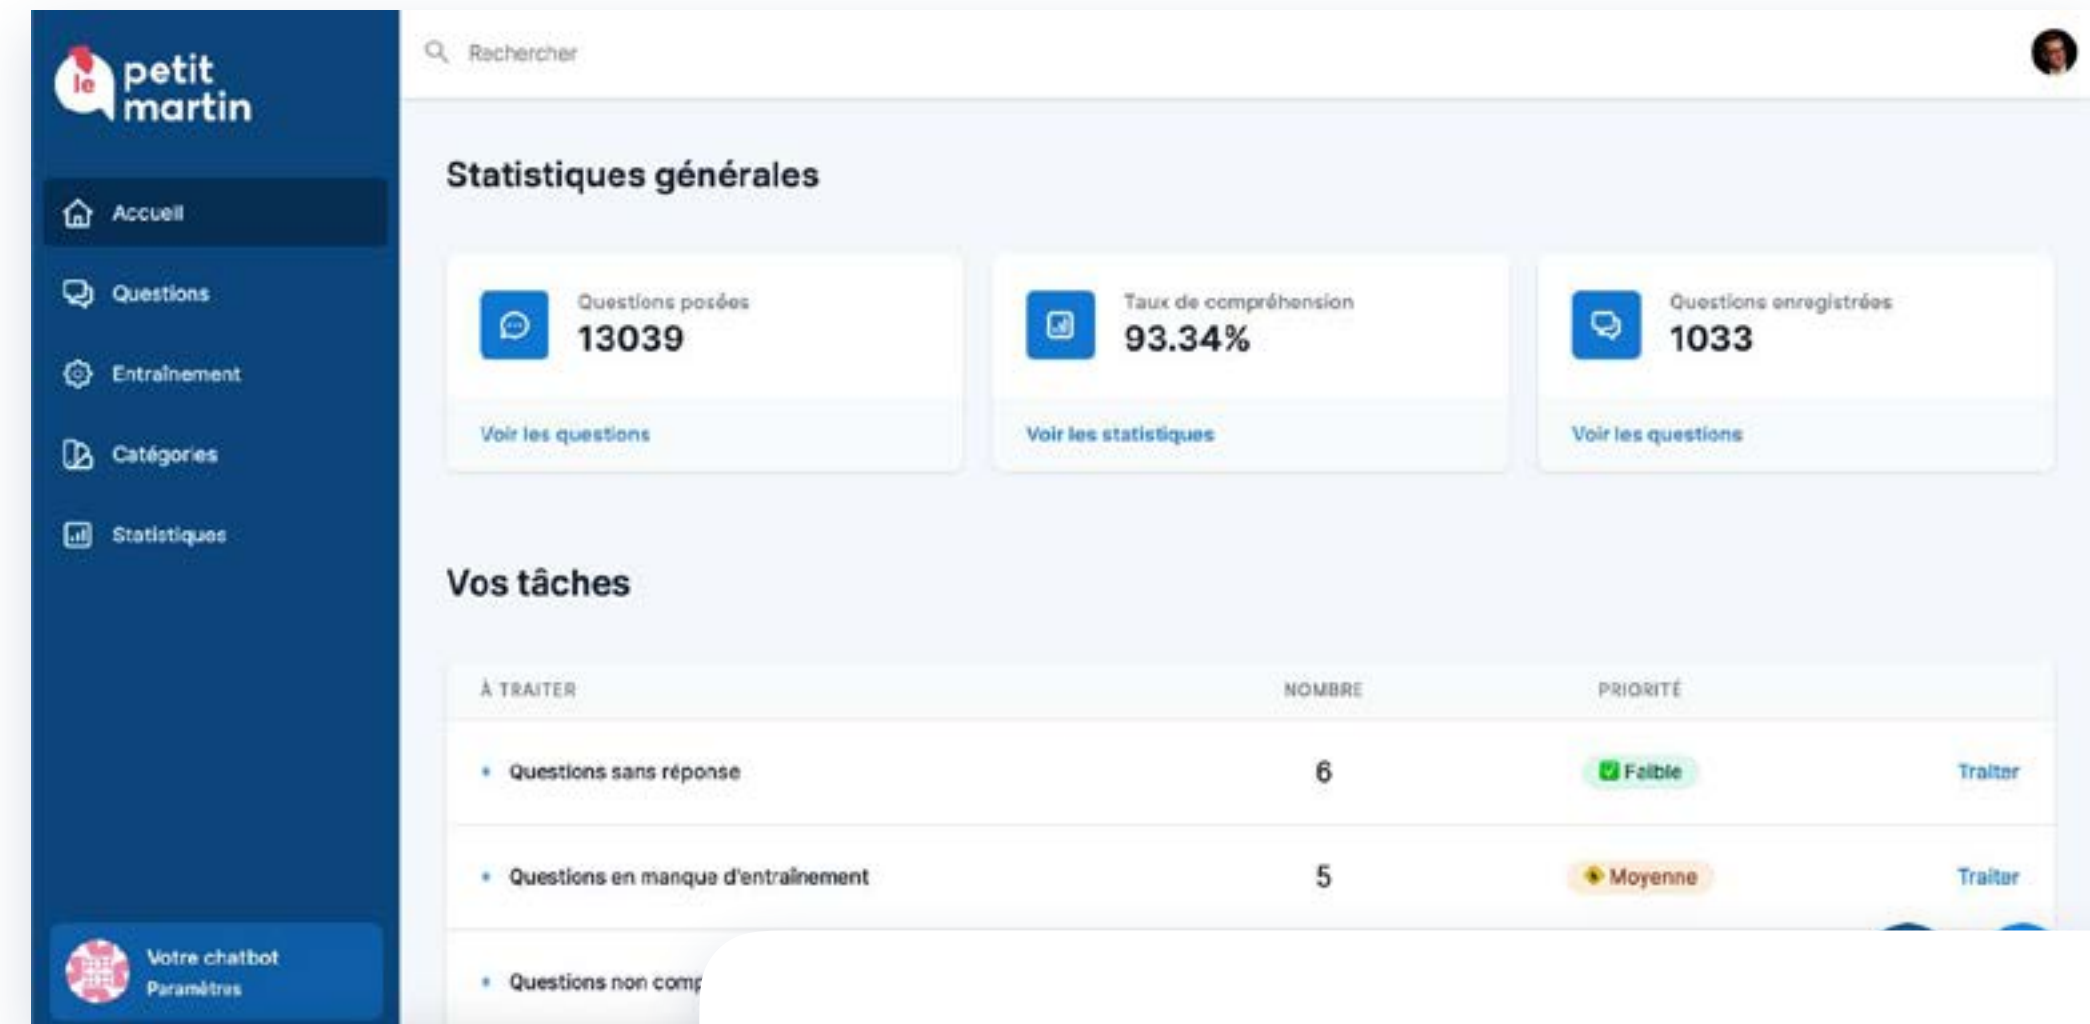 le
petit
martin
Rechercher
Accueil
Questions
Entraînement
Catégories
Statistiques
Votre chatbot
Paramètres
Statistiques générales
Questions posées
13039
Voir les questions
Taux de compréhension
93.34%
Voir les statistiques
Questions enregistrées
1033
Voir les questions
Vos tâches
À TRAITER NOMBRE PRIORITÉ
Questions sans réponse 6 Faible Traiter
Questions en manque d'entraînement 5 Moyenne Traiter
Questions non